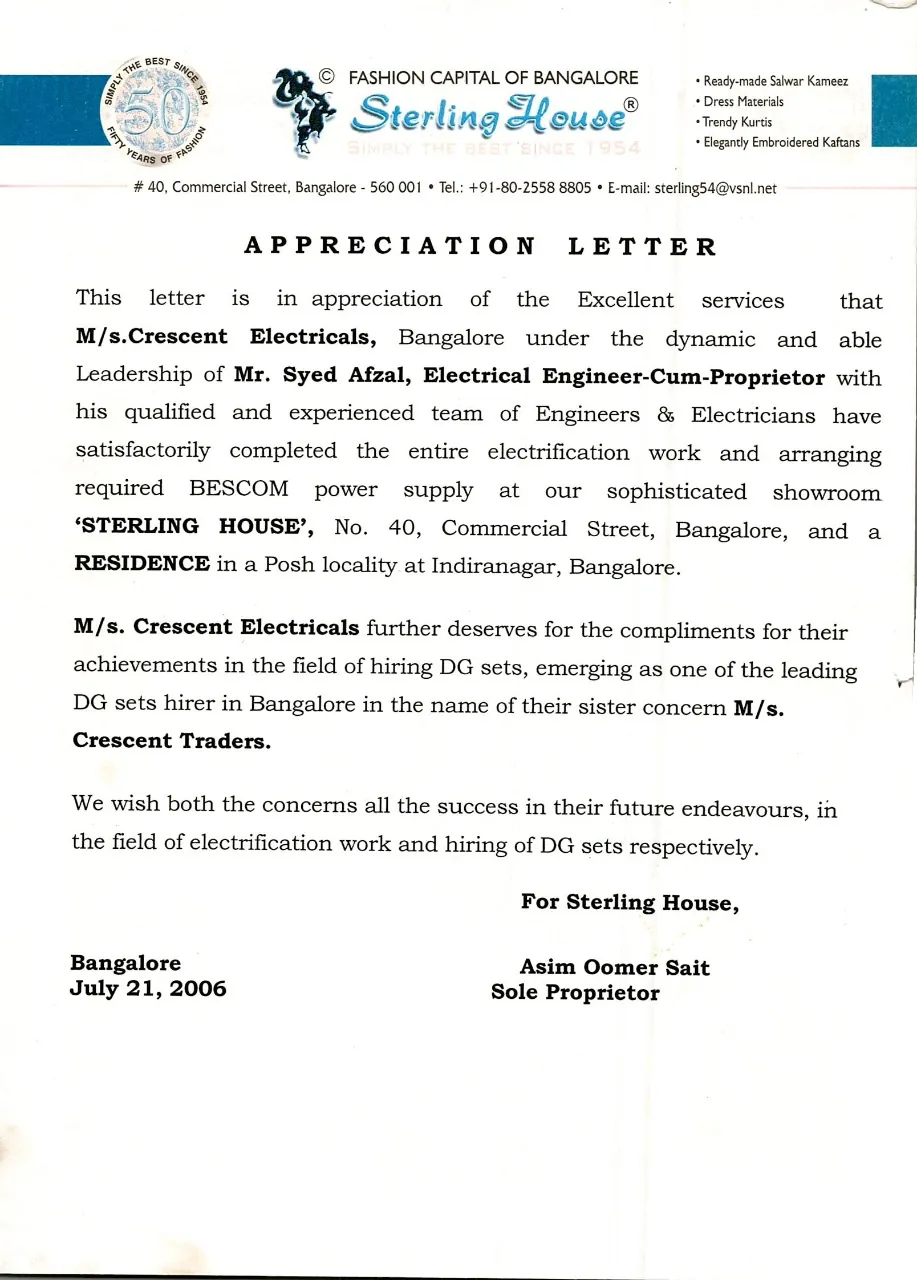 SIMPLY THE BEST SINCE 1954
50
FIFTY YEARS OF FASHION
© FASHION CAPITAL OF BANGALORE
Sterling House®
SIMPLY THE BEST SINCE 1954
• Ready-made Salwar Kameez
• Dress Materials
• Trendy Kurtis
• Elegantly Embroidered Kaftans
# 40, Commercial Street, Bangalore - 560 001 • Tel.: +91-80-2558 8805 • E-mail: sterling54@vsnl.net
APPRECIATION LETTER
This letter is in appreciation of the Excellent services that
M/s.Crescent Electricals, Bangalore under the dynamic and able
Leadership of Mr. Syed Afzal, Electrical Engineer-Cum-Proprietor with
his qualified and experienced team of Engineers & Electricians have
satisfactorily completed the entire electrification work and arranging
required BESCOM power supply at our sophisticated showroom
‘STERLING HOUSE’, No. 40, Commercial Street, Bangalore, and a
RESIDENCE in a Posh locality at Indiranagar, Bangalore.
M/s. Crescent Electricals further deserves for the compliments for their
achievements in the field of hiring DG sets, emerging as one of the leading
DG sets hirer in Bangalore in the name of their sister concern M/s.
Crescent Traders.
We wish both the concerns all the success in their future endeavours, in
the field of electrification work and hiring of DG sets respectively.
For Sterling House,
Bangalore
July 21, 2006
Asim Oomer Sait
Sole Proprietor